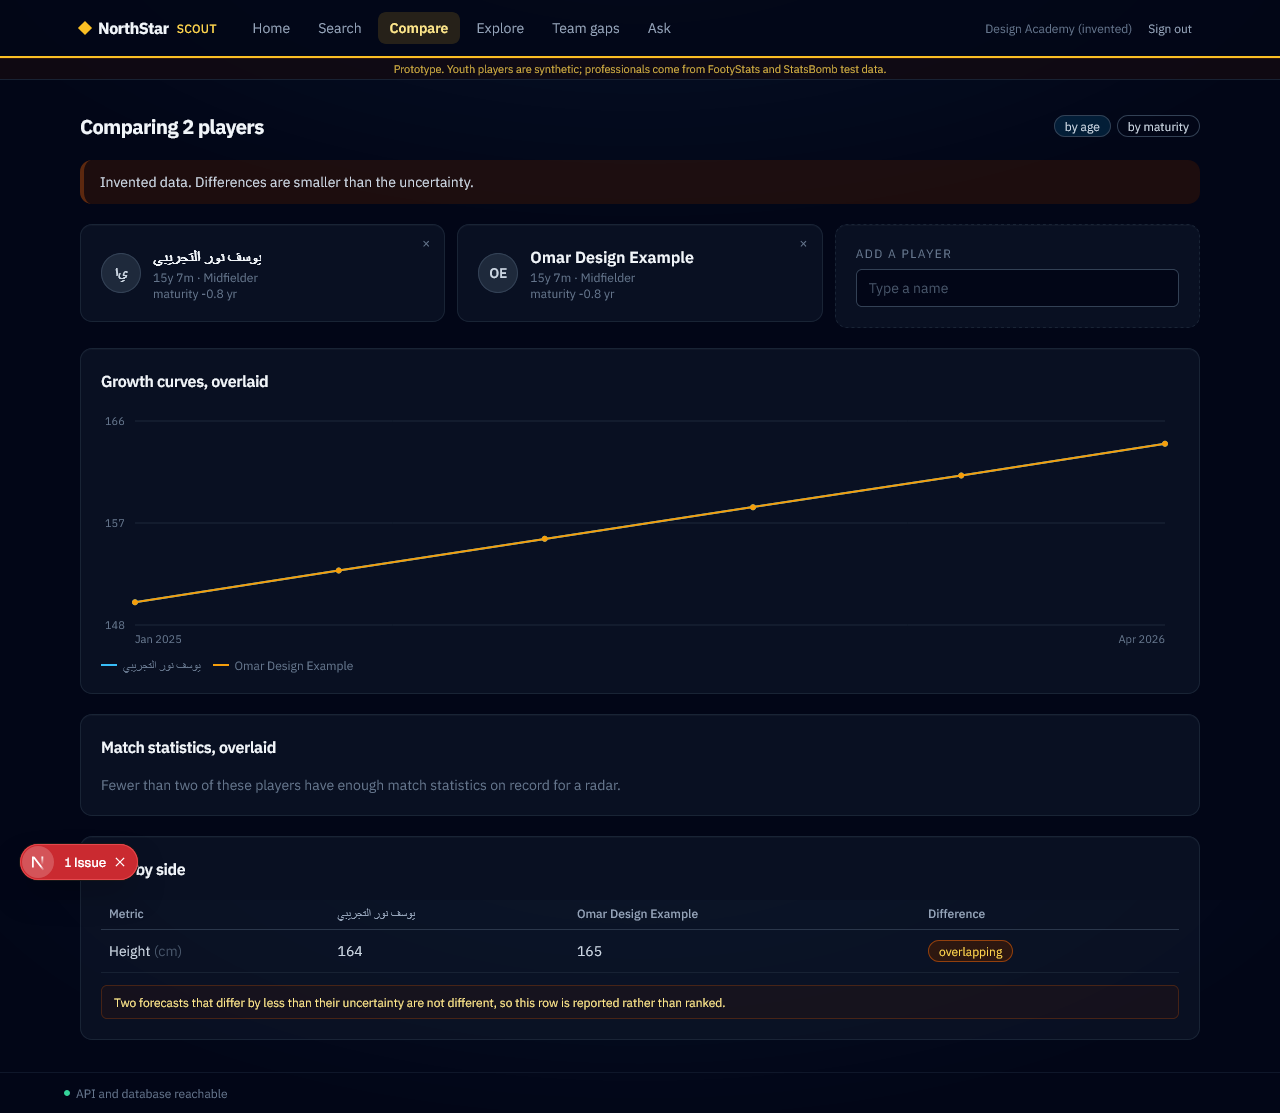 NorthStar SCOUT
Home
Search
Compare
Explore
Team gaps
Ask
Design Academy (invented)
Sign out
Prototype. Youth players are synthetic; professionals come from FootyStats and StatsBomb test data.
Comparing 2 players
by age
by maturity
Invented data. Differences are smaller than the uncertainty.
يا
يوسف نور التجريبي
15y 7m · Midfielder
maturity -0.8 yr
×
OE
Omar Design Example
15y 7m · Midfielder
maturity -0.8 yr
×
ADD A PLAYER
Type a name
Growth curves, overlaid
166
157
148
Jan 2025
Apr 2026
يوسف نور التجريبي
Omar Design Example
Match statistics, overlaid
Fewer than two of these players have enough match statistics on record for a radar.
N 1 Issue ×
by side
Metric
يوسف نور التجريبي
Omar Design Example
Difference
Height (cm)
164
165
overlapping
Two forecasts that differ by less than their uncertainty are not different, so this row is reported rather than ranked.
API and database reachable